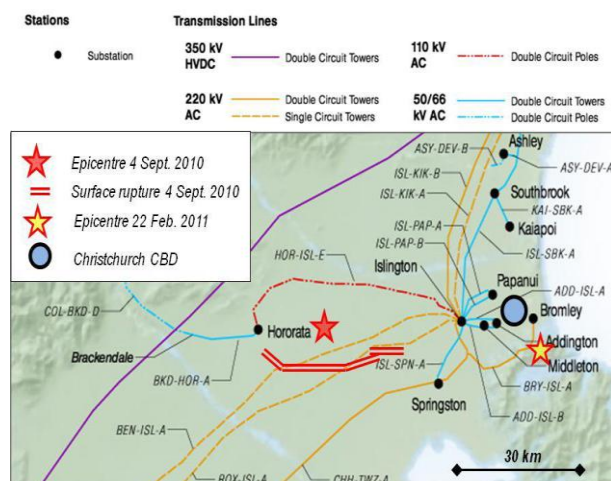 Stations
Transmission Lines
Substation
350 kV
HVDC
Double Circuit Towers
110 kV
AC
Double Circuit Poles
220 kV
AC
Double Circuit Towers
Single Circuit Towers
50/66
kV AC
Double Circuit Towers
Double Circuit Poles
Epicentre 4 Sept. 2010
Surface rupture 4 Sept. 2010
Epicentre 22 Feb. 2011
Christchurch CBD
ASY-DEV-B
Ashley
ASY-DEV-A
ISL-KIK-B
ISL-KIK-A
Southbrook
KAI-SBK-A
Kaiapoi
ISL-PAP-A
ISL-PAP-B
ISL-SBK-A
HOR-ISL-E
Islington
Papanui
ADD-ISL-A
COL-BKD-D
Bromley
Hororata
Brackendale
Addington
Middleton
ISL-SPN-A
BKD-HOR-A
BRY-ISL-A
Springston
ADD-ISL-B
BEN-ISL-A
30 km
ROX-ISL-A
CHH-TWZ-A